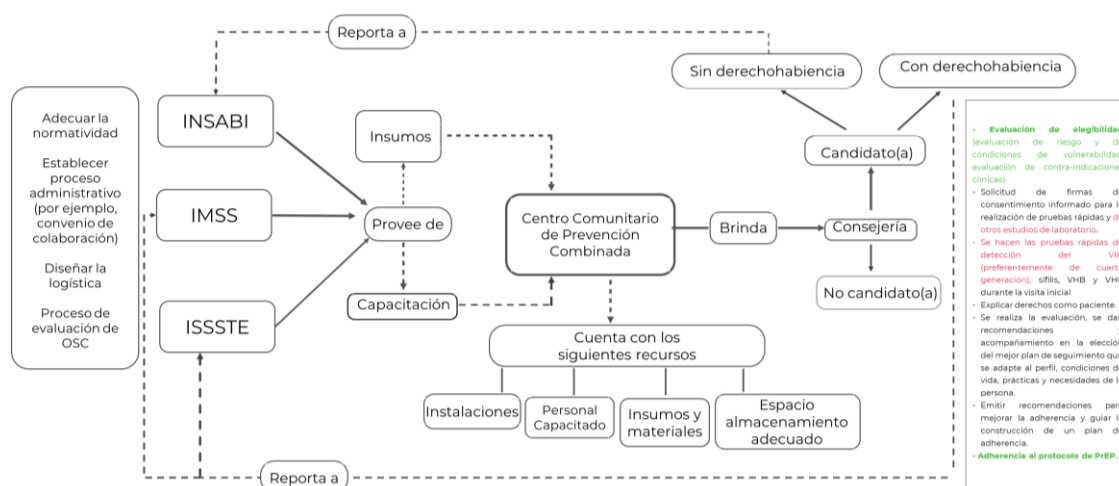 Reporta a
Sin derechohabiencia
Con derechohabiencia
Adecuar la
normatividad
Establecer
proceso
administrativo
(por ejemplo,
convenio de
colaboración)
Diseñar la
logística
Proceso de
evaluación de
OSC
INSABI
IMSS
ISSSTE
Insumos
Provee de
Capacitación
Centro Comunitario
de Prevención
Combinada
Brinda
Candidato(a)
Consejería
No candidato(a)
Cuenta con los
siguientes recursos
Instalaciones
Personal
Capacitado
Insumos y
materiales
Espacio
almacenamiento
adecuado
Reporta a
- Evaluación de elegibilidad
(evaluación de riesgo y de
condiciones de vulnerabilidad
evaluación de contra-indicaciones
clínicas).
- Solicitud de firmas de
consentimiento informado para la
realización de pruebas rápidas y de
otros estudios de laboratorio.
- Se hacen las pruebas rápidas de
detección del VIH
(preferentemente de cuarta
generación), sífilis, VHB y VHC
durante la visita inicial
- Explicar derechos como paciente.
- Se realiza la evaluación, se dan
recomendaciones
acompañamiento en la elección
del mejor plan de seguimiento que
se adapte al perfil, condiciones de
vida, prácticas y necesidades de la
persona.
- Emitir recomendaciones para
mejorar la adherencia y guiar la
construcción de un plan de
adherencia.
- Adherencia al protocolo de PrEP.